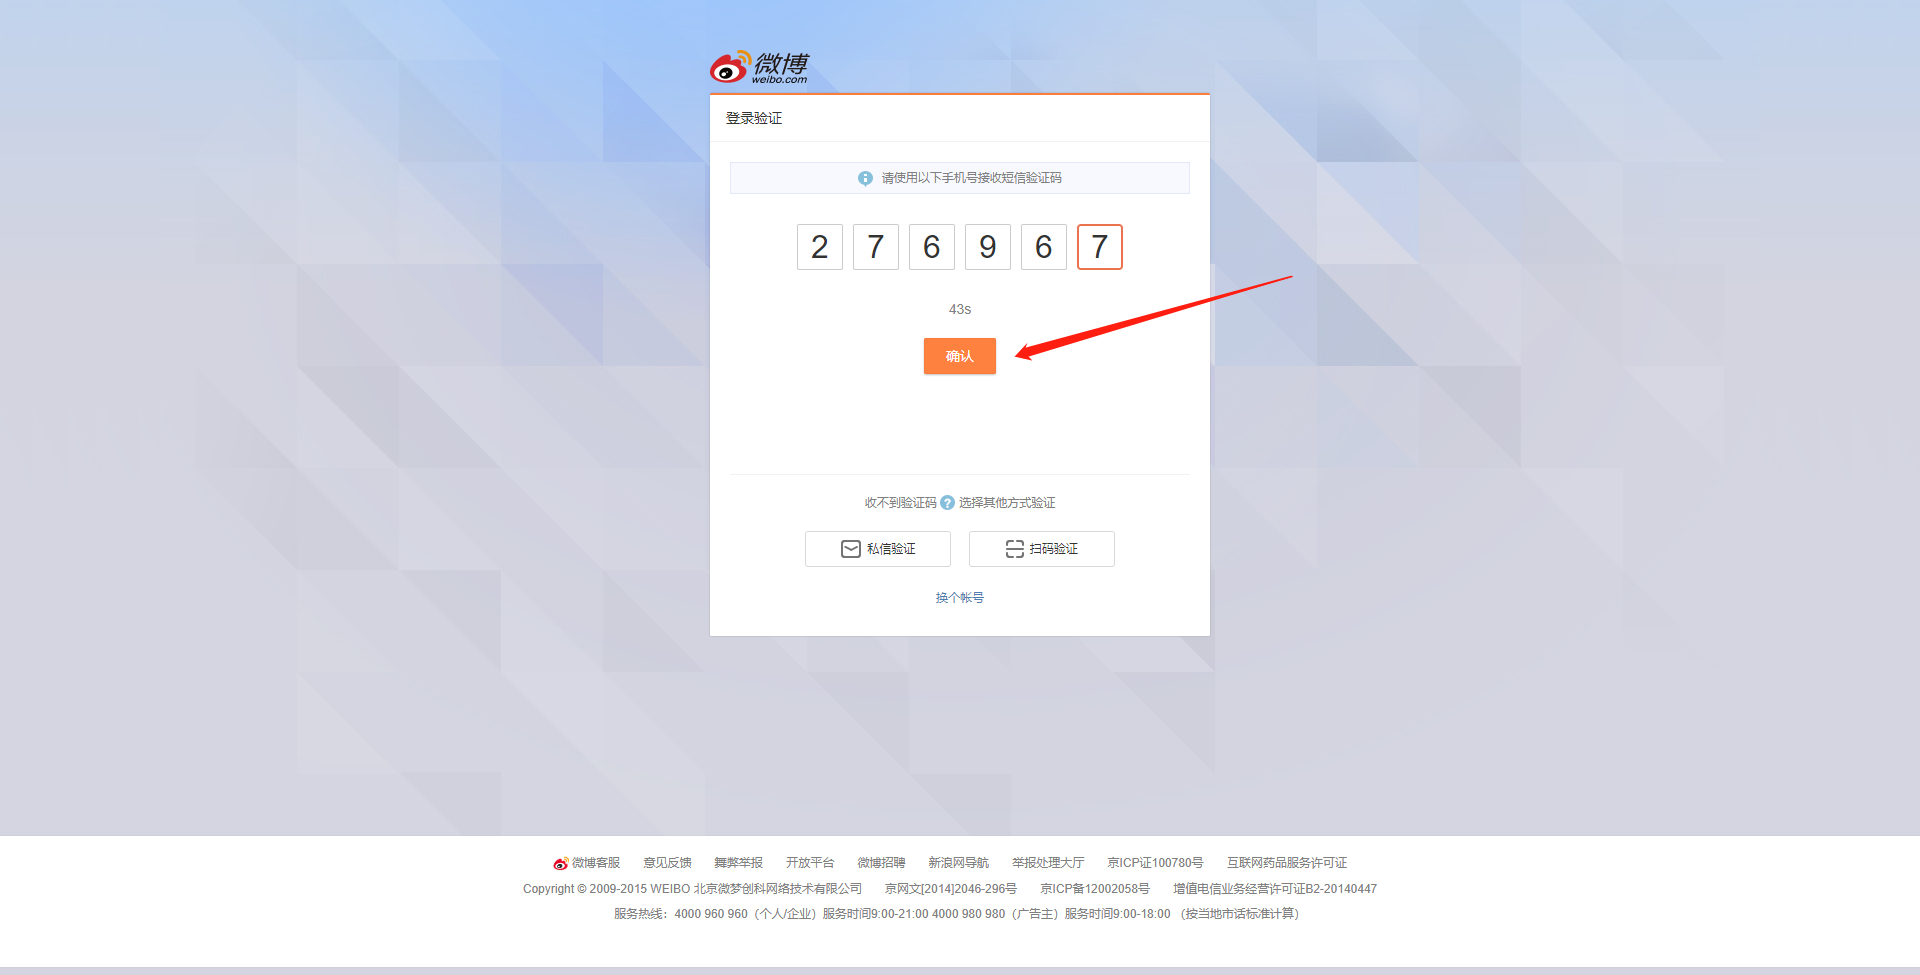 微博
weibo.com
登录验证
请使用以下手机号接收短信验证码
2 7 6 9 6 7
43s
确认
收不到验证码 ? 选择其他方式验证
私信验证 扫码验证
换个帐号
微博客服 意见反馈 舞弊举报 开放平台 微博招聘 新浪网导航 举报处理大厅 京ICP证100780号 互联网药品服务许可证
Copyright © 2009-2015 WEIBO 北京微梦创科网络技术有限公司 京网文[2014]2046-296号 京ICP备12002058号 增值电信业务经营许可证B2-20140447
服务热线：4000 960 960（个人/企业）服务时间9:00-21:00 4000 980 980（广告主）服务时间9:00-18:00 （按当地市话标准计算）